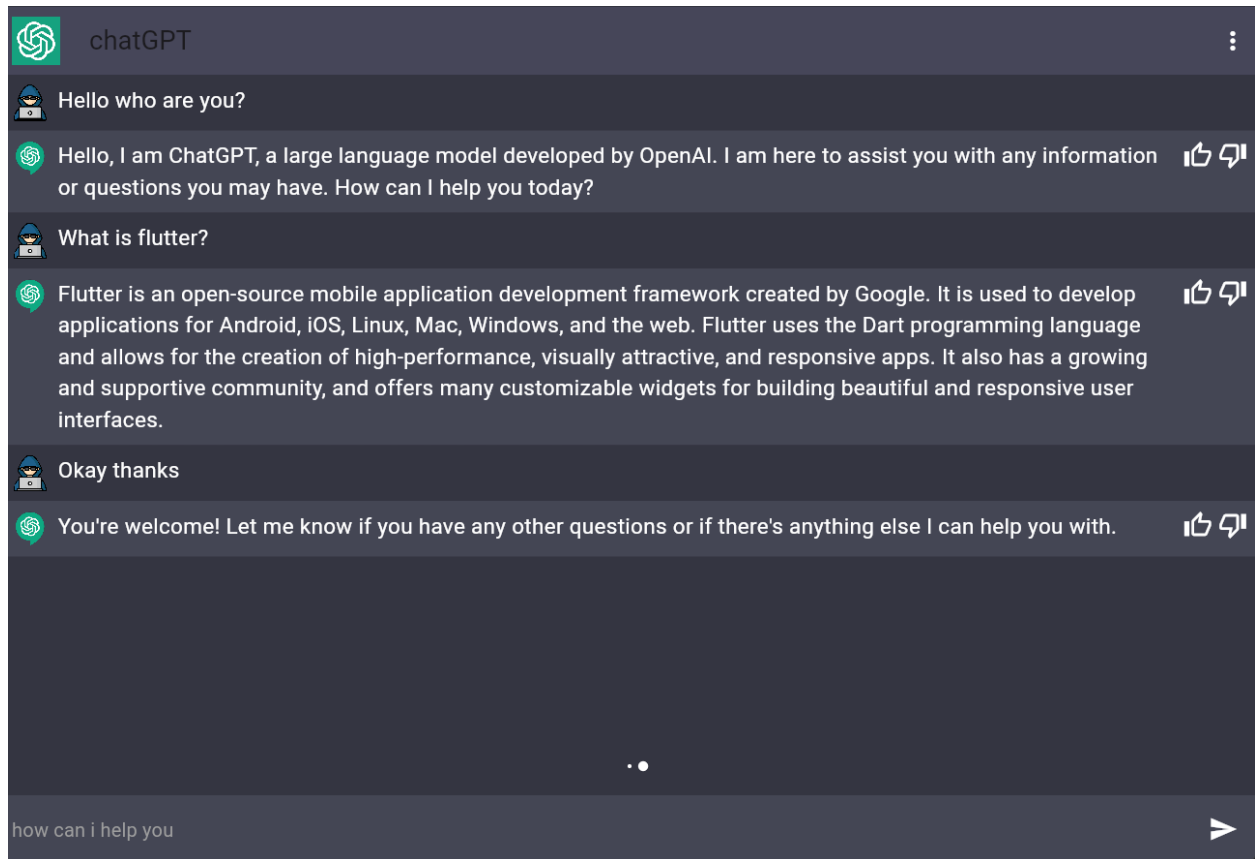 chatGPT
Hello who are you?
Hello, I am ChatGPT, a large language model developed by OpenAI. I am here to assist you with any information
or questions you may have. How can I help you today?
What is flutter?
Flutter is an open-source mobile application development framework created by Google. It is used to develop
applications for Android, iOS, Linux, Mac, Windows, and the web. Flutter uses the Dart programming language
and allows for the creation of high-performance, visually attractive, and responsive apps. It also has a growing
and supportive community, and offers many customizable widgets for building beautiful and responsive user
interfaces.
Okay thanks
You're welcome! Let me know if you have any other questions or if there's anything else I can help you with.
how can i help you